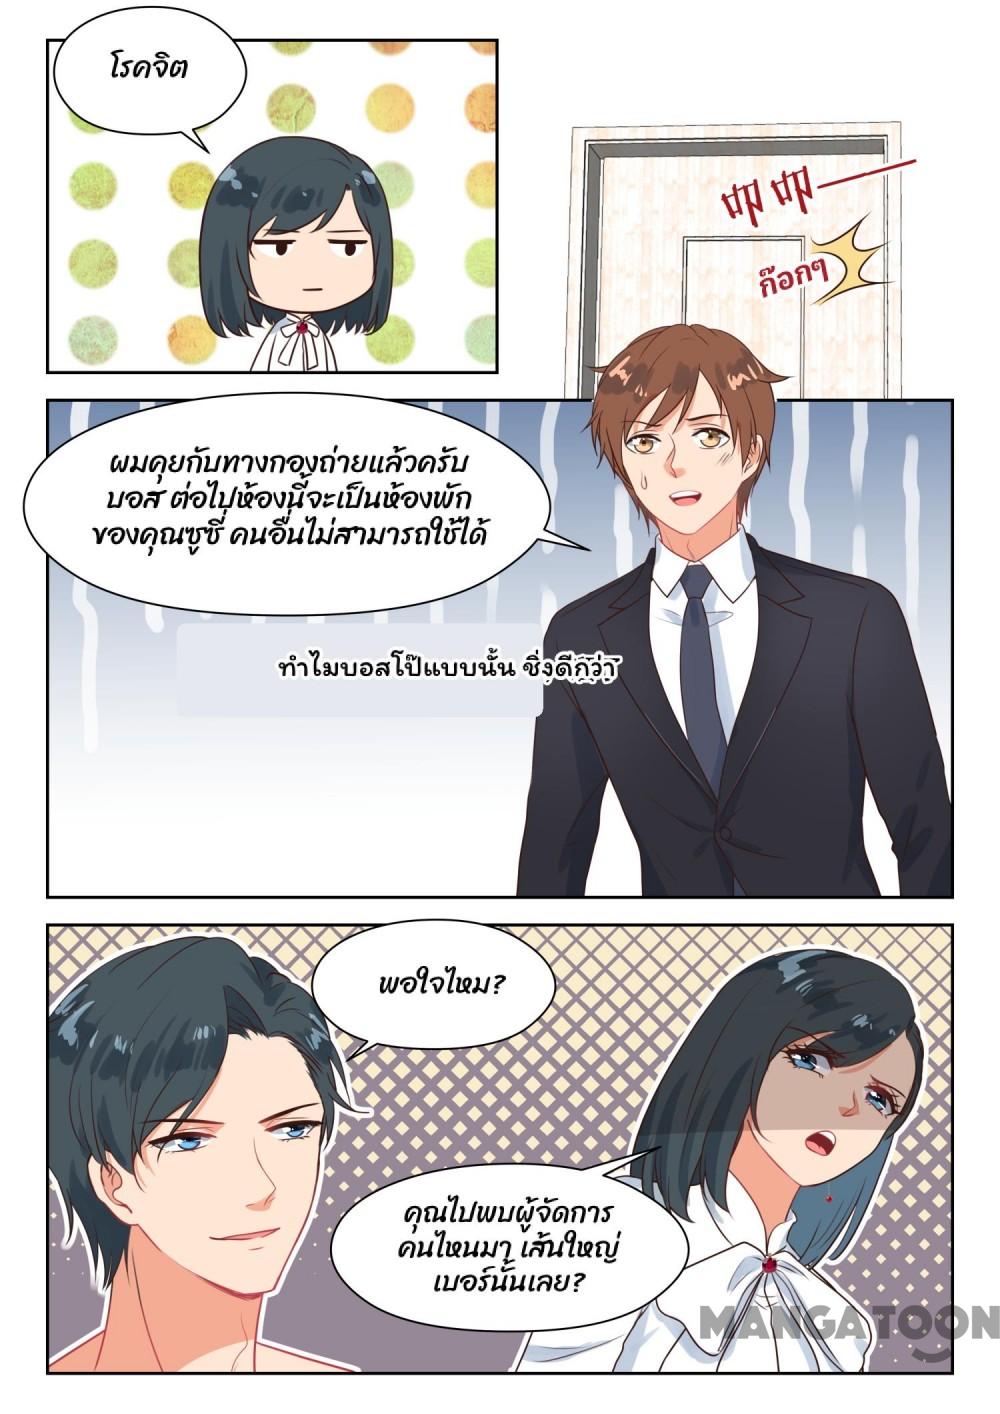 โรคจิต
ปัง ปัง
ก๊อกๆ
ผมคุยกับทางกองถ่ายแล้วครับ
บอส ต่อไปห้องนี้จะเป็นห้องพัก
ของคุณซูซี่ คนอื่นไม่สามารถใช้ได้
ทำไมบอสโป๊แบบนั้น ชิ่งดีกว่า
พอใจไหม?
คุณไปพบผู้จัดการ
คนไหนมา เส้นใหญ่
เบอร์นั้นเลย?
MANGATOON